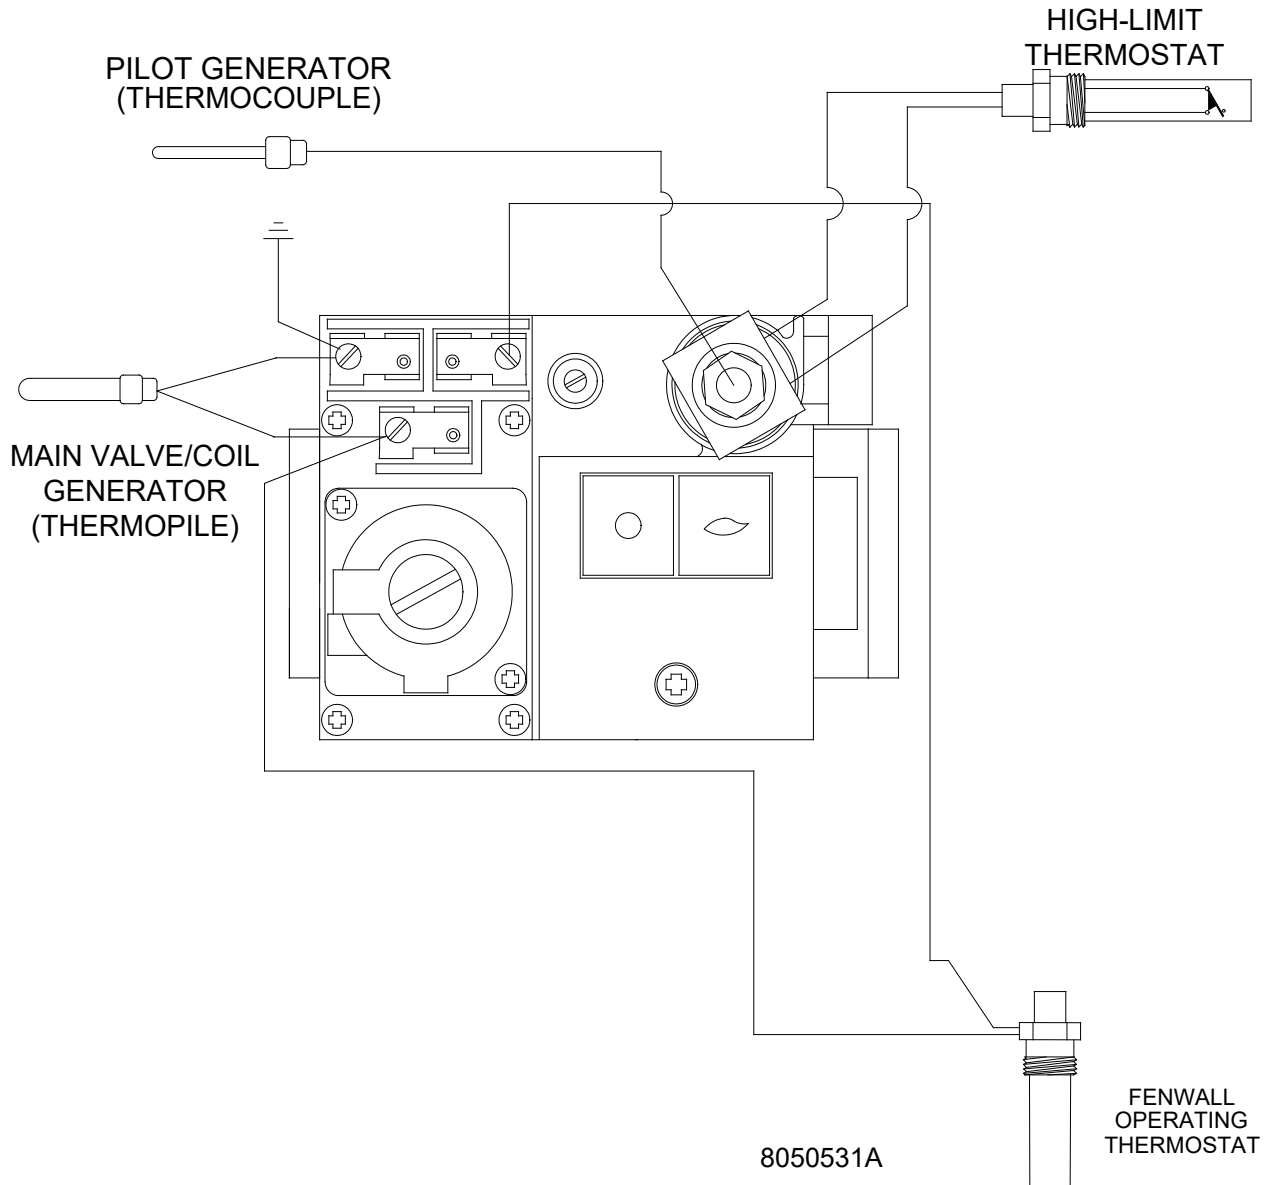 HIGH-LIMIT
THERMOSTAT
PILOT GENERATOR
(THERMOCOUPLE)
MAIN VALVE/COIL
GENERATOR
(THERMOPILE)
FENWALL
OPERATING
THERMOSTAT
8050531A